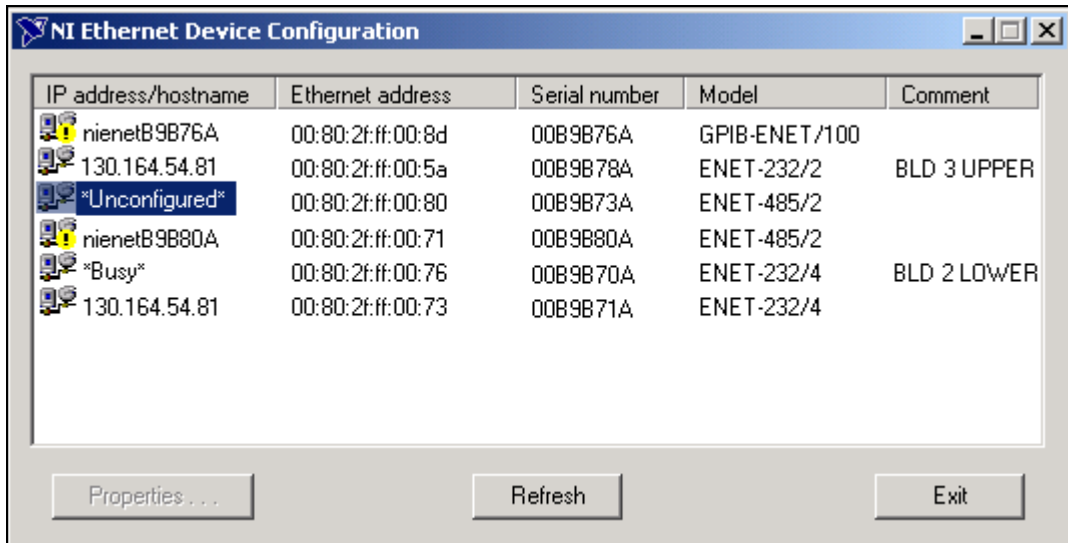 NI Ethernet Device Configuration
IP address/hostname Ethernet address Serial number Model Comment
nienetB9B76A 00:80:2f:ff:00:8d 00B9B76A GPIB-ENET/100
130.164.54.81 00:80:2f:ff:00:5a 00B9B78A ENET-232/2 BLD 3 UPPER
*Unconfigured* 00:80:2f:ff:00:80 00B9B73A ENET-485/2
nienetB9B80A 00:80:2f:ff:00:71 00B9B80A ENET-485/2
*Busy* 00:80:2f:ff:00:76 00B9B70A ENET-232/4 BLD 2 LOWER
130.164.54.81 00:80:2f:ff:00:73 00B9B71A ENET-232/4
Properties . . . Refresh Exit